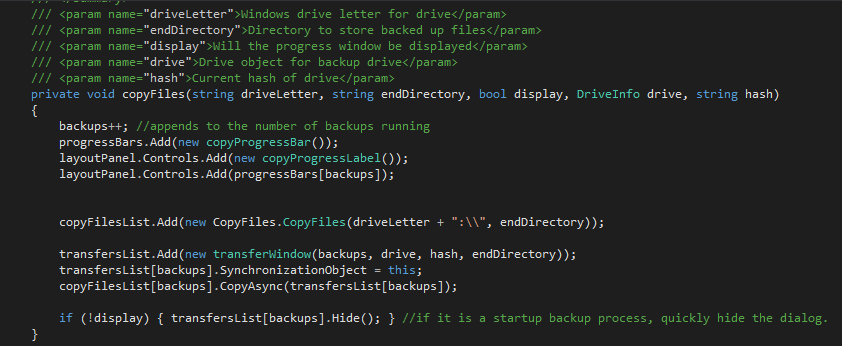 /// <param name="driveLetter">Windows drive letter for drive</param>
/// <param name="endDirectory">Directory to store backed up files</param>
/// <param name="display">Will the progress window be displayed</param>
/// <param name="drive">Drive object for backup drive</param>
/// <param name="hash">Current hash of drive</param>
private void copyFiles(string driveLetter, string endDirectory, bool display, DriveInfo drive, string hash)
{
backups++; //appends to the number of backups running
progressBars.Add(new copyProgressBar());
layoutPanel.Controls.Add(new copyProgressLabel());
layoutPanel.Controls.Add(progressBars[backups]);
copyFilesList.Add(new CopyFiles.CopyFiles(driveLetter + ":\\", endDirectory));
transfersList.Add(new transferWindow(backups, drive, hash, endDirectory));
transfersList[backups].SynchronizationObject = this;
copyFilesList[backups].CopyAsync(transfersList[backups]);
if (!display) { transfersList[backups].Hide(); } //if it is a startup backup process, quickly hide the dialog.
}